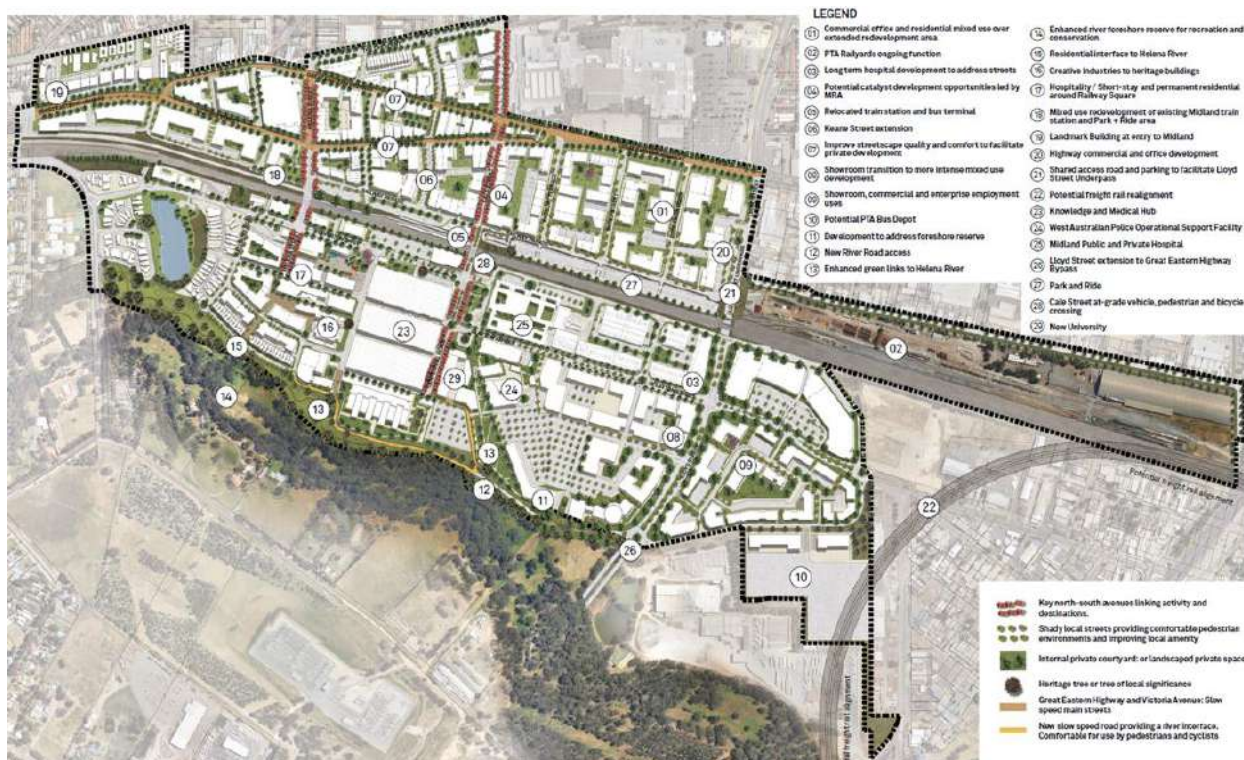 LEGEND
01 Commercial office and residential mixed use over
extended redevelopment area
02 PTA Railyards ongoing function
03 Long term hospital development to address streets
04 Potential catalyst development opportunities led by
MRA
05 Relocated train station and bus terminal
06 Keane Street extension
07 Improve streetscape quality and comfort to facilitate
private development
08 Showroom transition to more intense mixed use
development
09 Showroom, commercial and enterprise employment
uses
10 Potential PTA Bus Depot
11 Development to address foreshore reserve
12 New River Road access
13 Enhanced green links to Helena River
14 Enhanced river foreshore reserve for recreation and
conservation
15 Residential interface to Helena River
16 Creative industries to heritage buildings
17 Hospitality / Short-stay and permanent residential
around Railway Square
18 Mixed use redevelopment of existing Midland train
station and Park + Ride area
19 Landmark Building at entry to Midland
20 Highway commercial and office development
21 Shared access road and parking to facilitate Lloyd
Street Underpass
22 Potential freight rail realignment
23 Knowledge and Medical Hub
24 West Australian Police Operational Support Facility
25 Midland Public and Private Hospital
26 Lloyd Street extension to Great Eastern Highway
Bypass
27 Park and Ride
28 Cale Street at-grade vehicle, pedestrian and bicycle
crossing
29 New University
19
07
07
18
06
04
01
05
20
28
17
27
21
02
16
23
25
15
29
24
03
14
13
08
13
09
12
11
22
26
10
Potential freight rail alignment
freight rail alignment
Key north-south avenues linking activity and
destinations.
Shady local streets providing comfortable pedestrian
environments and improving local amenity
Internal private courtyard: or landscaped private space
Heritage tree or tree of local significance
Great Eastern Highway and Victoria Avenue: Slow
speed main streets
New slow speed road providing a river interface.
Comfortable for use by pedestrians and cyclists